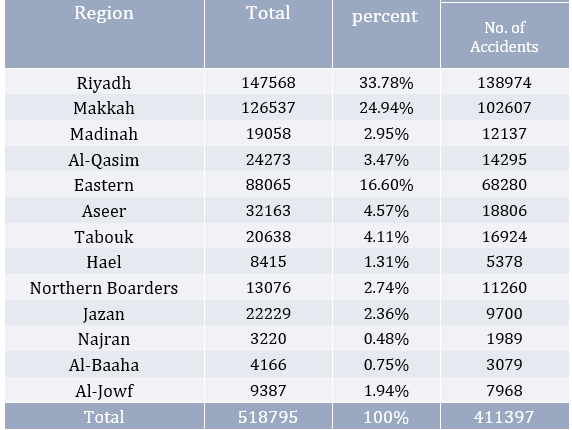 Region Total percent No. of Accidents
Riyadh 147568 33.78% 138974
Makkah 126537 24.94% 102607
Madinah 19058 2.95% 12137
Al-Qasim 24273 3.47% 14295
Eastern 88065 16.60% 68280
Aseer 32163 4.57% 18806
Tabouk 20638 4.11% 16924
Hael 8415 1.31% 5378
Northern Boarders 13076 2.74% 11260
Jazan 22229 2.36% 9700
Najran 3220 0.48% 1989
Al-Baaha 4166 0.75% 3079
Al-Jowf 9387 1.94% 7968
Total 518795 100% 411397